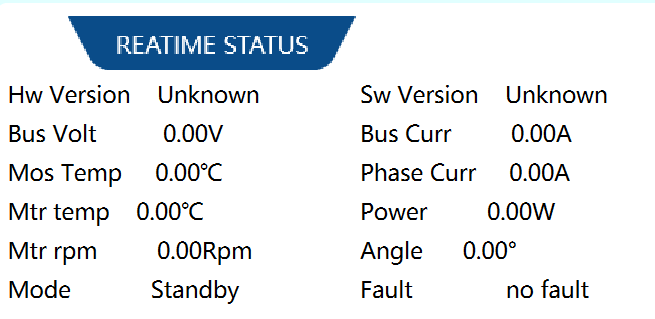 REATIME STATUS
Hw Version Unknown Sw Version Unknown
Bus Volt 0.00V Bus Curr 0.00A
Mos Temp 0.00℃ Phase Curr 0.00A
Mtr temp 0.00℃ Power 0.00W
Mtr rpm 0.00Rpm Angle 0.00°
Mode Standby Fault no fault